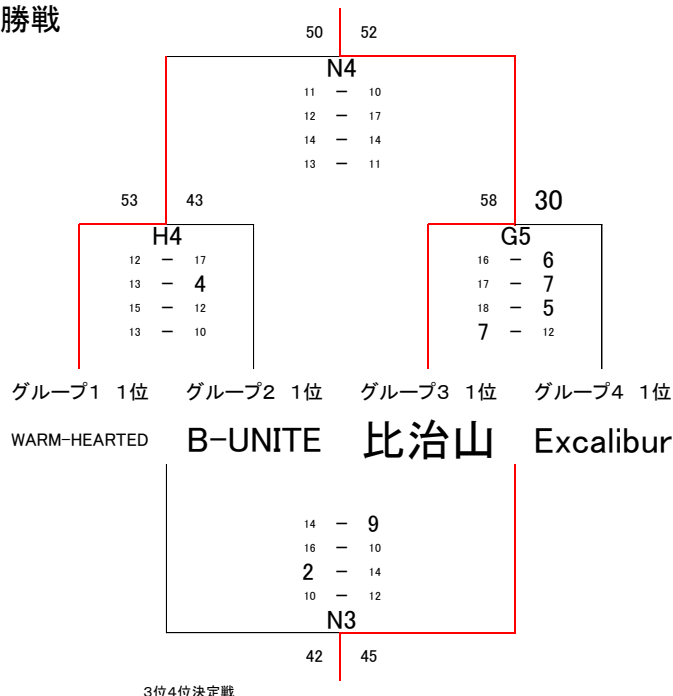 勝戦
50 52
N4
11 － 10
12 － 17
14 － 14
13 － 11
53 43 58 30
H4 G5
12 － 17 16 － 6
13 － 4 17 － 7
15 － 12 18 － 5
13 － 10 7 － 12
グループ1 1位 グループ2 1位 グループ3 1位 グループ4 1位
WARM-HEARTED B-UNITE 比治山 Excalibur
14 － 9
16 － 10
2 － 14
10 － 12
N3
42 45
3位4位決定戦